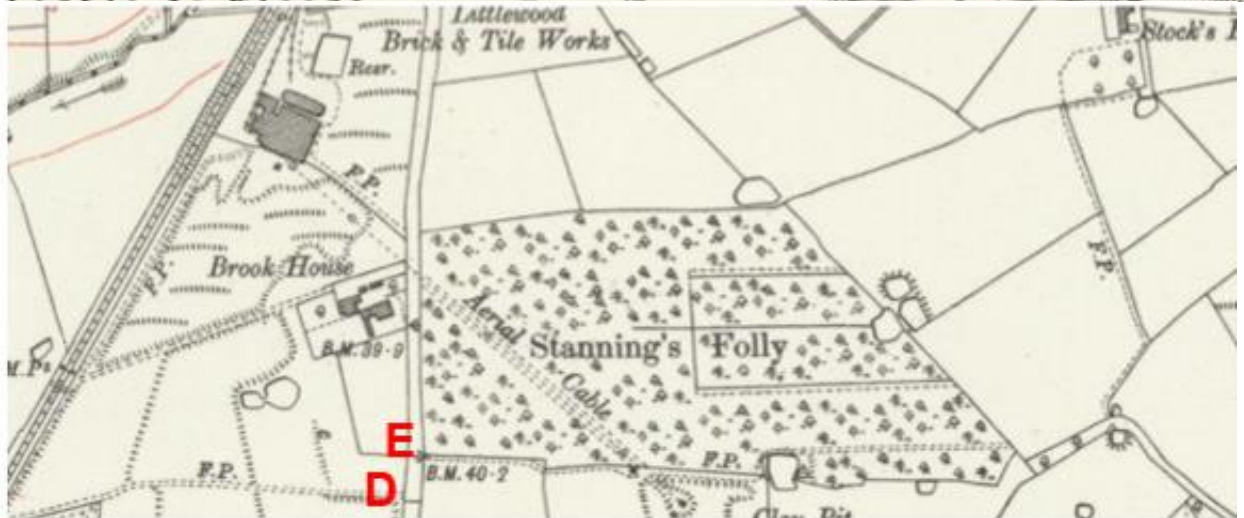 Littlewood
Brick & Tile Works
Stock's
Resr.
F.P.
F.P.
F.P.
Brook House
Aerial
Cable
Stanning's Folly
B.M. 39·9
M.P.
E
B.M. 40·2
F.P.
F.P.
D
Clay Pit